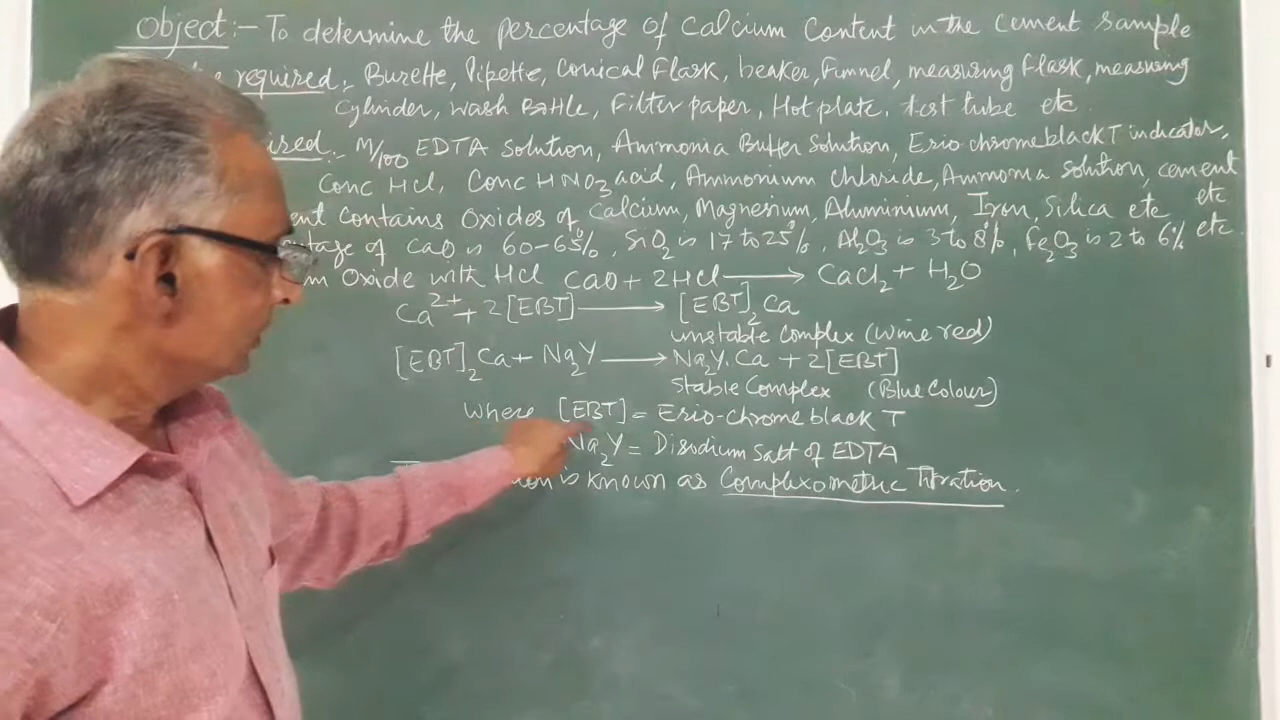 Object:- To determine the percentage of Calcium Content in the cement sample
required:- Burette, Pipette, Conical Flask, beaker, Funnel, measuring flask, measuring
Cylinder, wash Bottle, Filter paper, Hot plate, test tube etc
ired:- M/100 EDTA solution, Ammonia Buffer Solution, Erio chrome black T indicator,
Conc HCl, Conc HNO3 acid, Ammonium Chloride, Ammonia solution, cement etc
ent contains oxides of Calcium, Magnesium, Aluminium, Iron, Silica etc
ntage of CaO is 60-65%, SiO2 is 17 to 25%, Al2O3 is 3 to 8%, Fe2O3 is 2 to 6% etc.
m Oxide with HCl CaO + 2HCl → CaCl2 + H2O
Ca2+ + 2[EBT] → [EBT]2Ca
unstable complex (wine red)
[EBT]2Ca + Na2Y → Na2Y.Ca + 2[EBT]
Stable Complex (Blue Colour)
where [EBT] = Erio-chrome black T
Na2Y = Disodium Salt of EDTA
ion is known as Complexometric Titration.